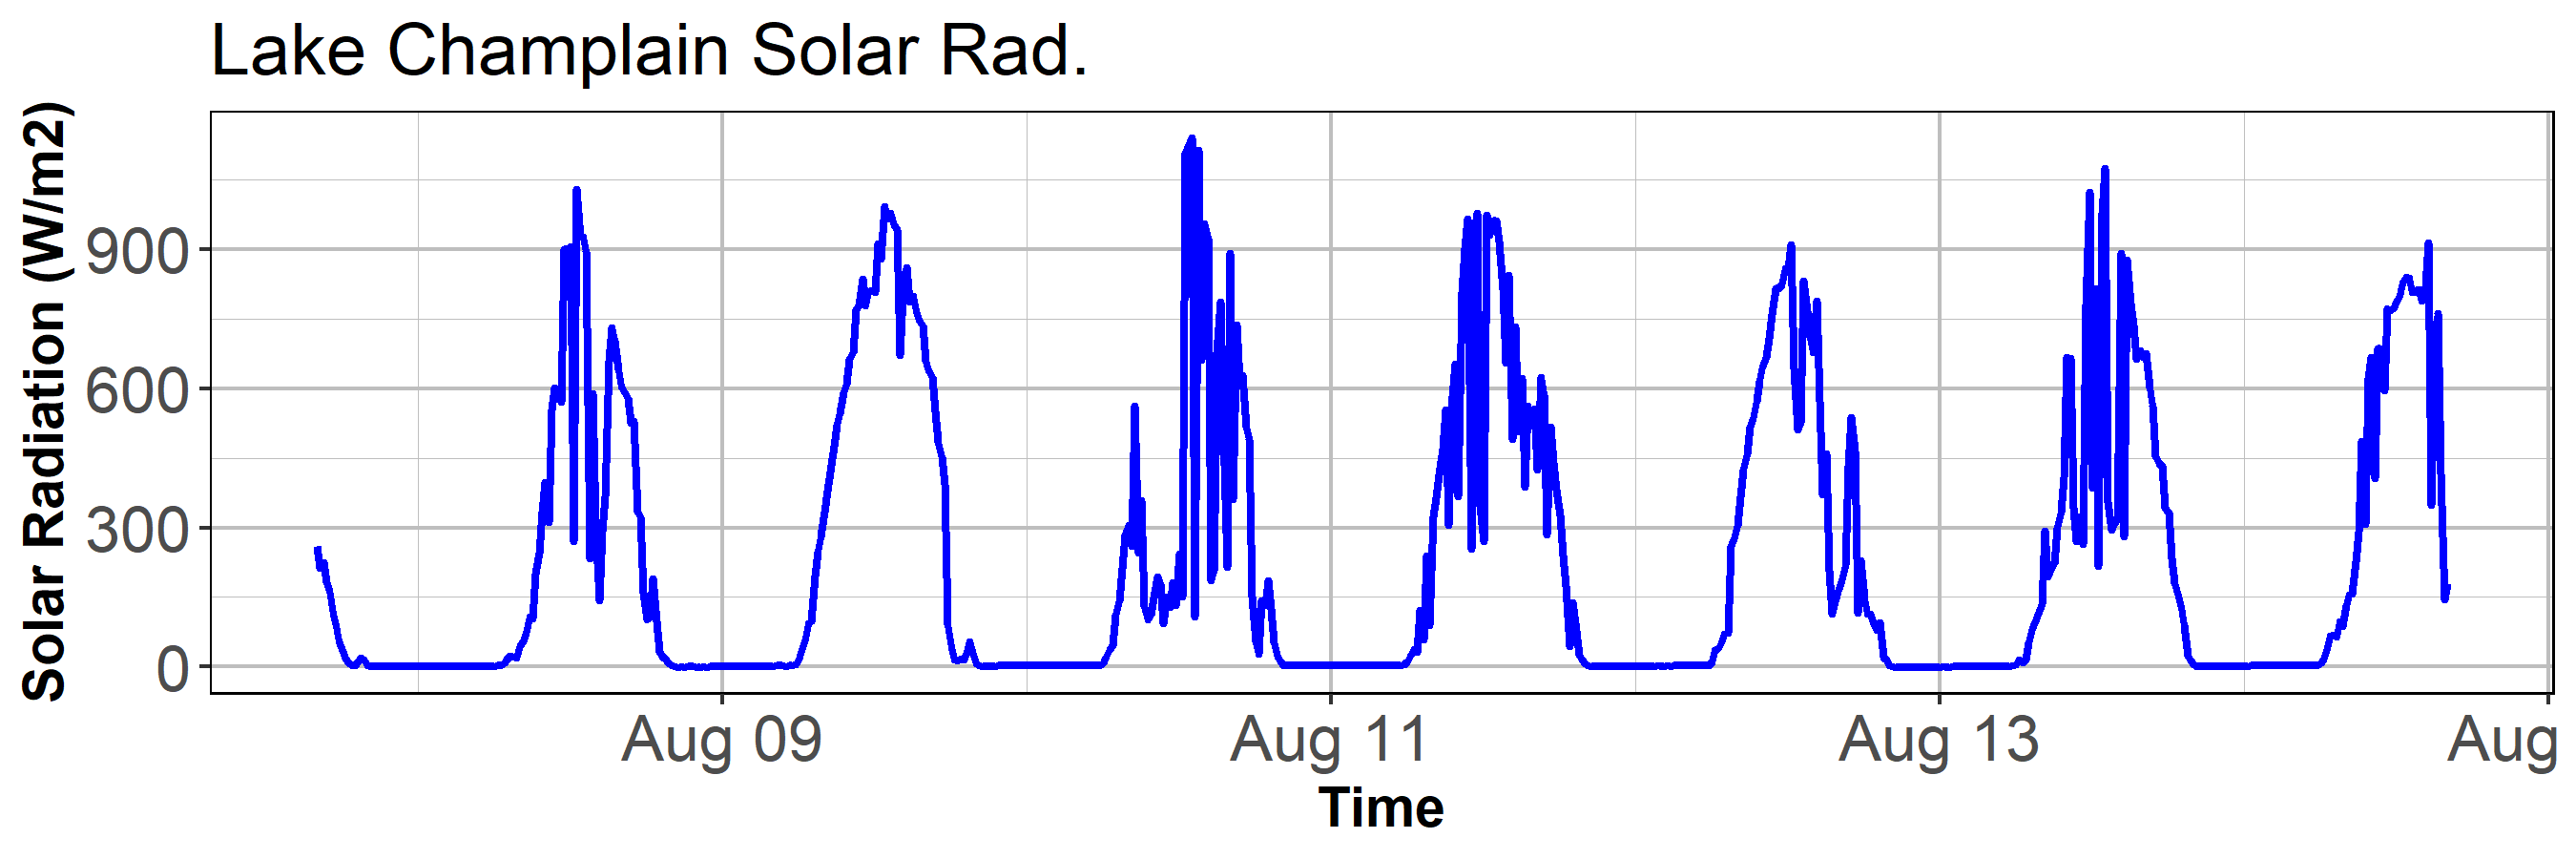 Lake Champlain Solar Rad.
Solar Radiation (W/m2)
900
600
300
0
Aug 09 Aug 11 Aug 13 Aug
Time